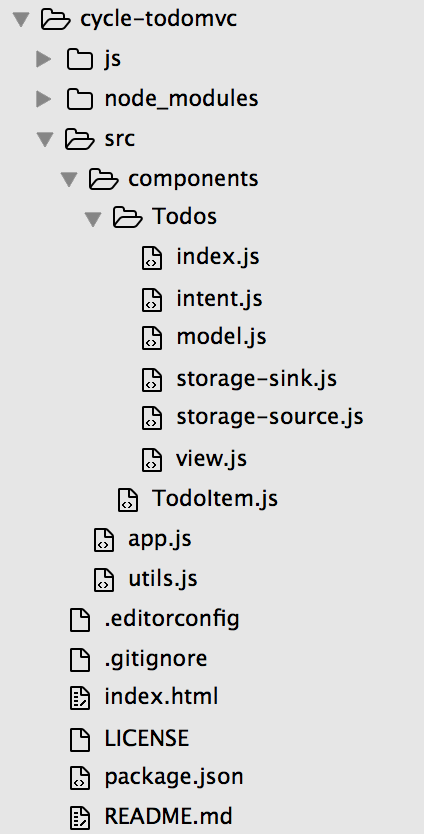 cycle-todomvc
js
node_modules
src
components
Todos
index.js
intent.js
model.js
storage-sink.js
storage-source.js
view.js
TodoItem.js
app.js
utils.js
.editorconfig
.gitignore
index.html
LICENSE
package.json
README.md